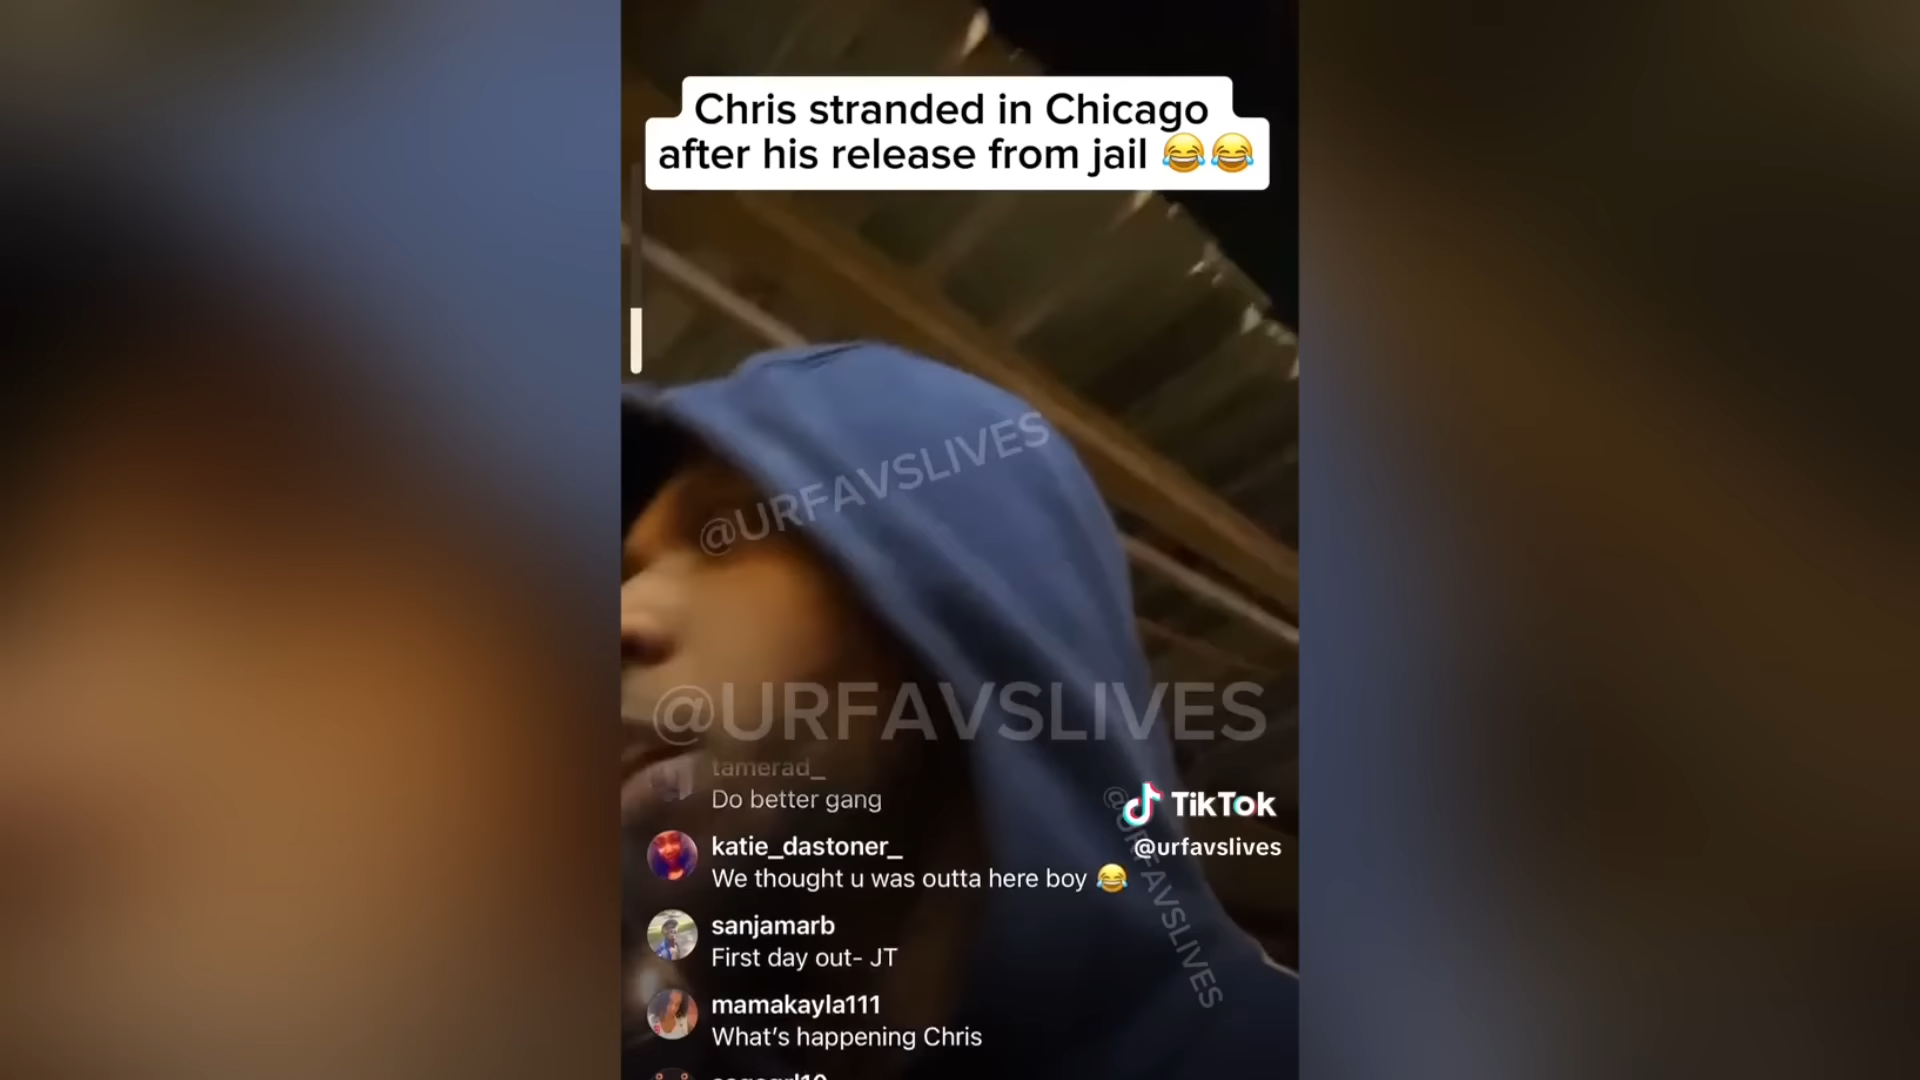 Chris stranded in Chicago
after his release from jail 😂😂
@URFAVSLIVES
@URFAVSLIVES
tamerad_
Do better gang
TikTok
@urfavslives
@URFAVSLIVES
katie_dastoner_
We thought u was outta here boy 😂
sanjamarb
First day out- JT
mamakayla111
What's happening Chris